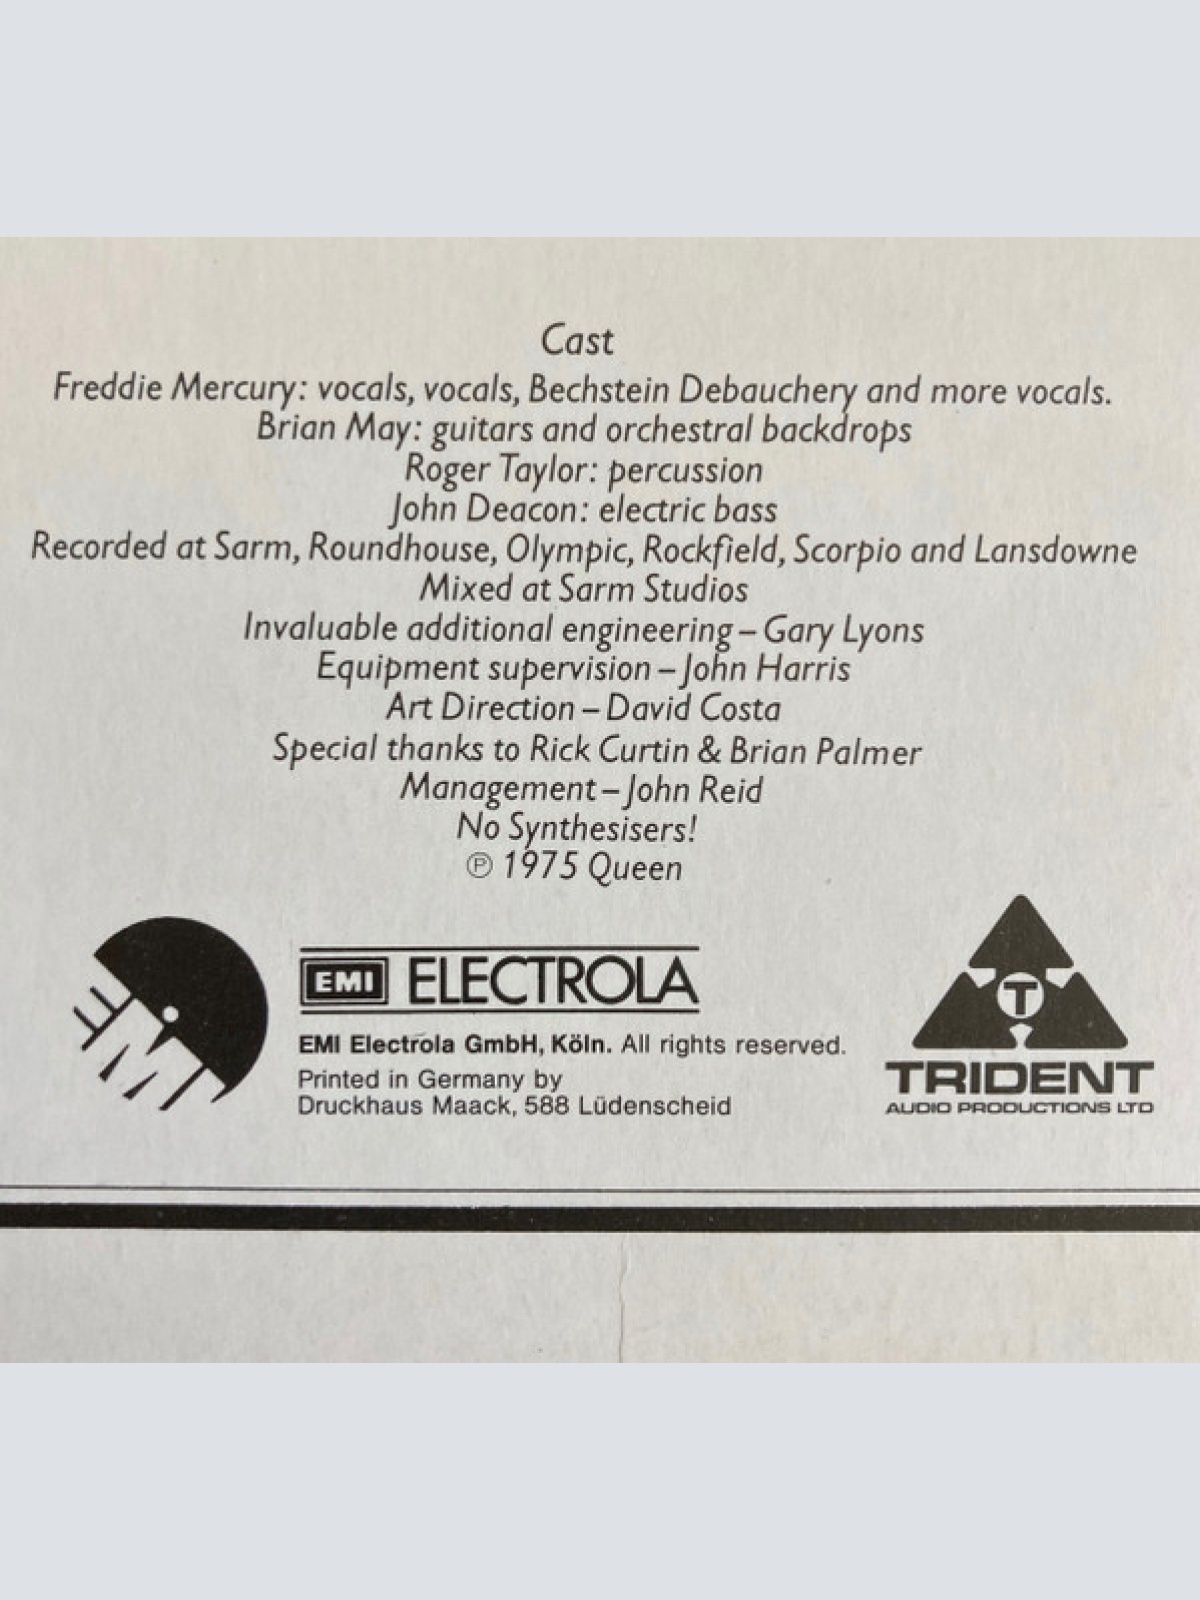 Cast
Freddie Mercury: vocals, vocals, Bechstein Debauchery and more vocals.
Brian May: guitars and orchestral backdrops
Roger Taylor: percussion
John Deacon: electric bass
Recorded at Sarm, Roundhouse, Olympic, Rockfield, Scorpio and Lansdowne
Mixed at Sarm Studios
Invaluable additional engineering – Gary Lyons
Equipment supervision – John Harris
Art Direction – David Costa
Special thanks to Rick Curtin & Brian Palmer
Management – John Reid
No Synthesisers!
℗ 1975 Queen
EMI
EMI ELECTROLA
EMI Electrola GmbH, Köln. All rights reserved.
Printed in Germany by
Druckhaus Maack, 588 Lüdenscheid
T
TRIDENT
AUDIO PRODUCTIONS LTD